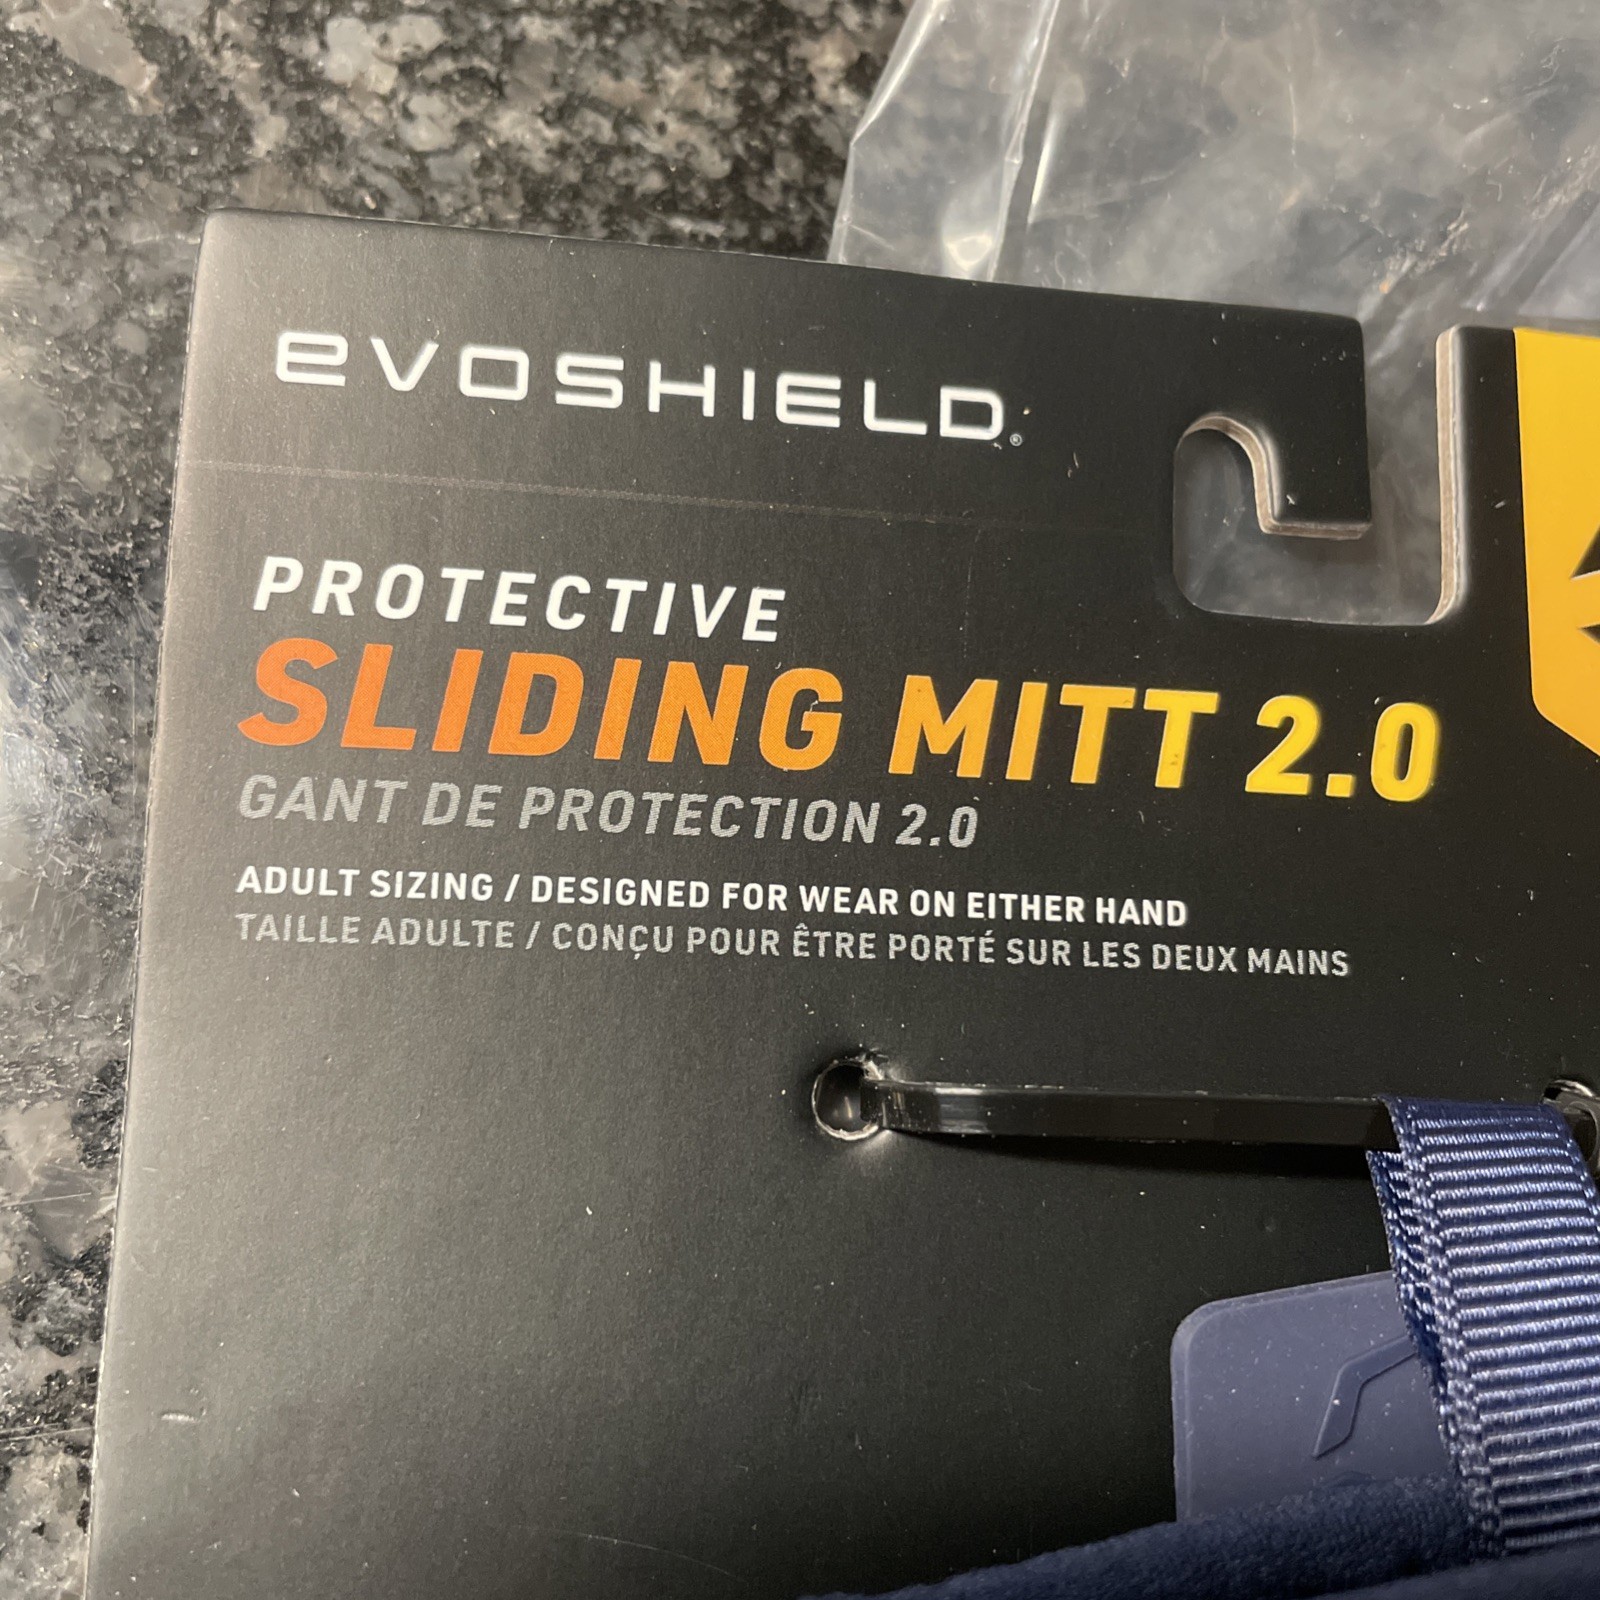 evoshield®
PROTECTIVE
SLIDING MITT 2.0
GANT DE PROTECTION 2.0
ADULT SIZING / DESIGNED FOR WEAR ON EITHER HAND
TAILLE ADULTE / CONÇU POUR ÊTRE PORTÉ SUR LES DEUX MAINS